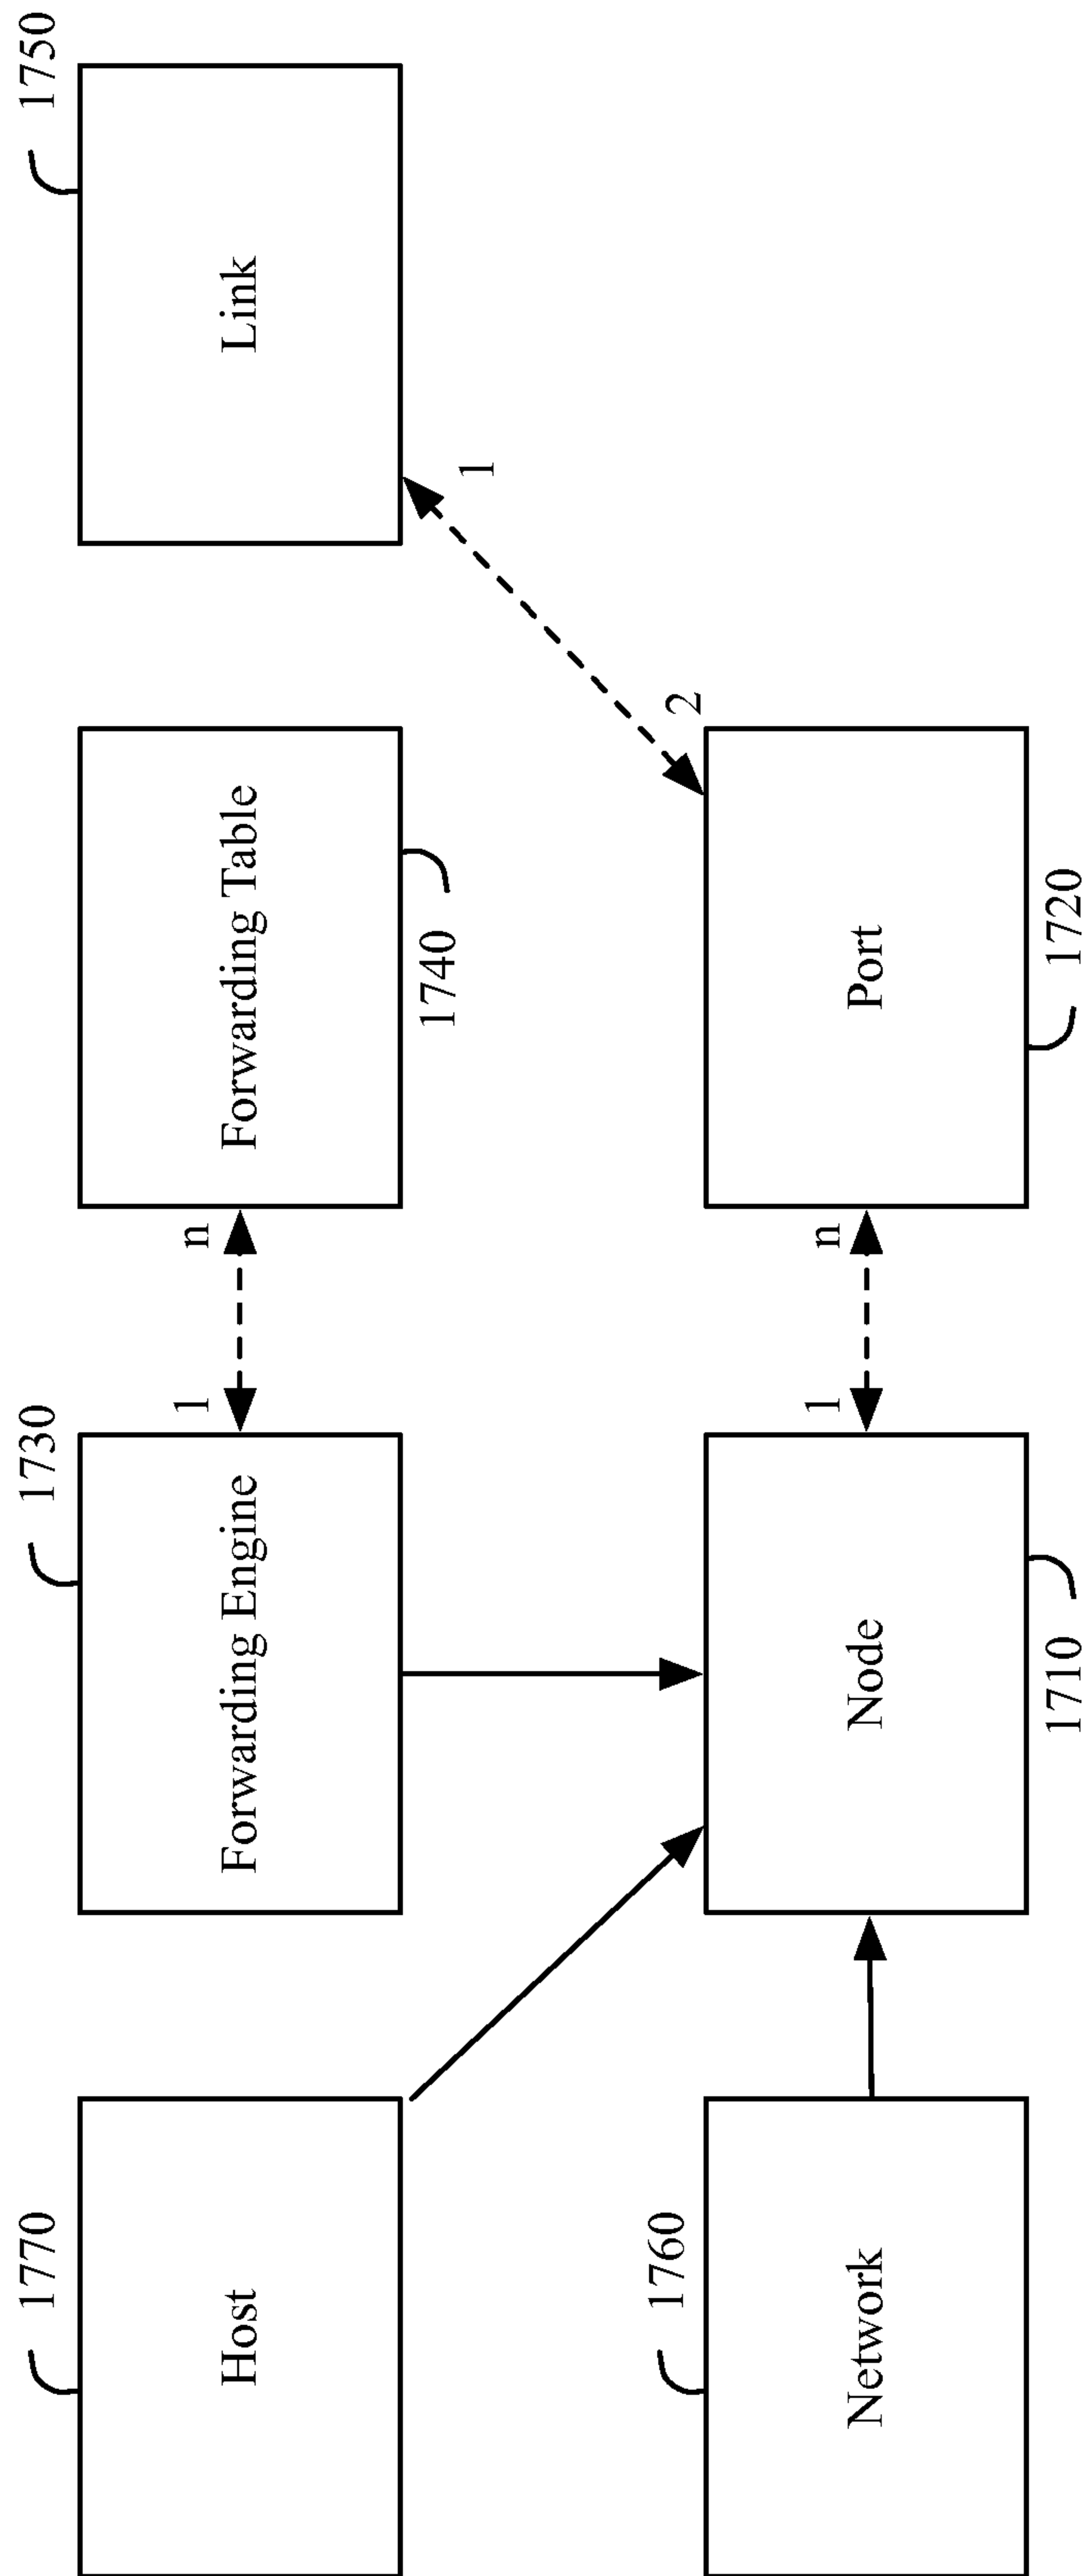 1770
1730
1750
Host
Forwarding Engine
1
n
Forwarding Table
Link
1740
1
1760
2
Network
Node
1
n
Port
1710
1720